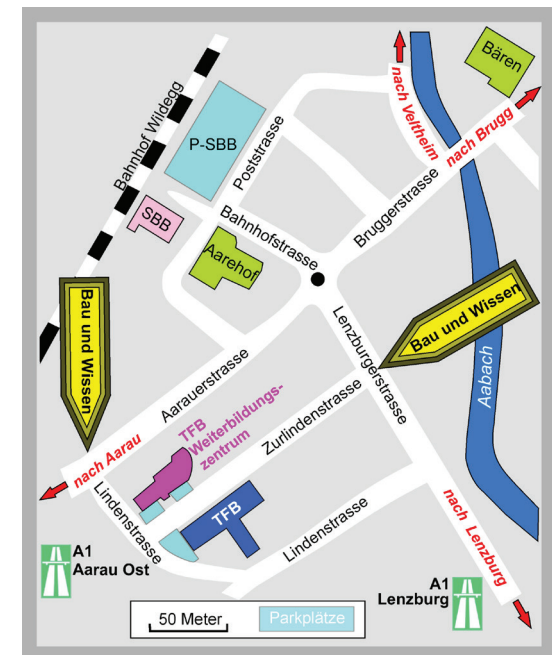 Bären
nach Veltheim
nach Brugg
Bahnhof Wildegg
P-SBB
Poststrasse
SBB
Bahnhofstrasse
Bruggerstrasse
Aarehof
Bau und Wissen
Bau und Wissen
Aabach
Lenzburgerstrasse
Aarauerstrasse
TFB
Weiterbildungs-
zentrum
Zurlindenstrasse
nach Aarau
Lindenstrasse
TFB
Lindenstrasse
nach Lenzburg
A1
Aarau Ost
A1
Lenzburg
50 Meter
Parkplätze